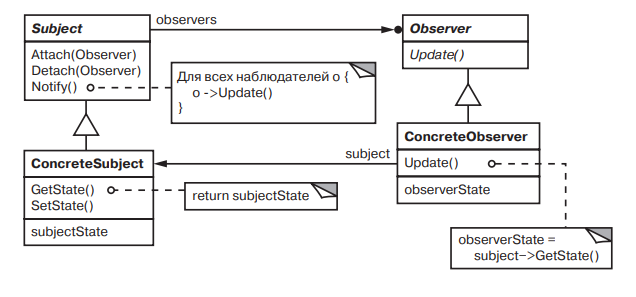 Subject
observers
Observer
Attach(Observer)
Detach(Observer)
Notify()
Update()
Для всех наблюдателей o {
o ->Update()
}
ConcreteObserver
subject
ConcreteSubject
Update()
GetState()
SetState()
return subjectState
observerState
subjectState
observerState =
subject->GetState()